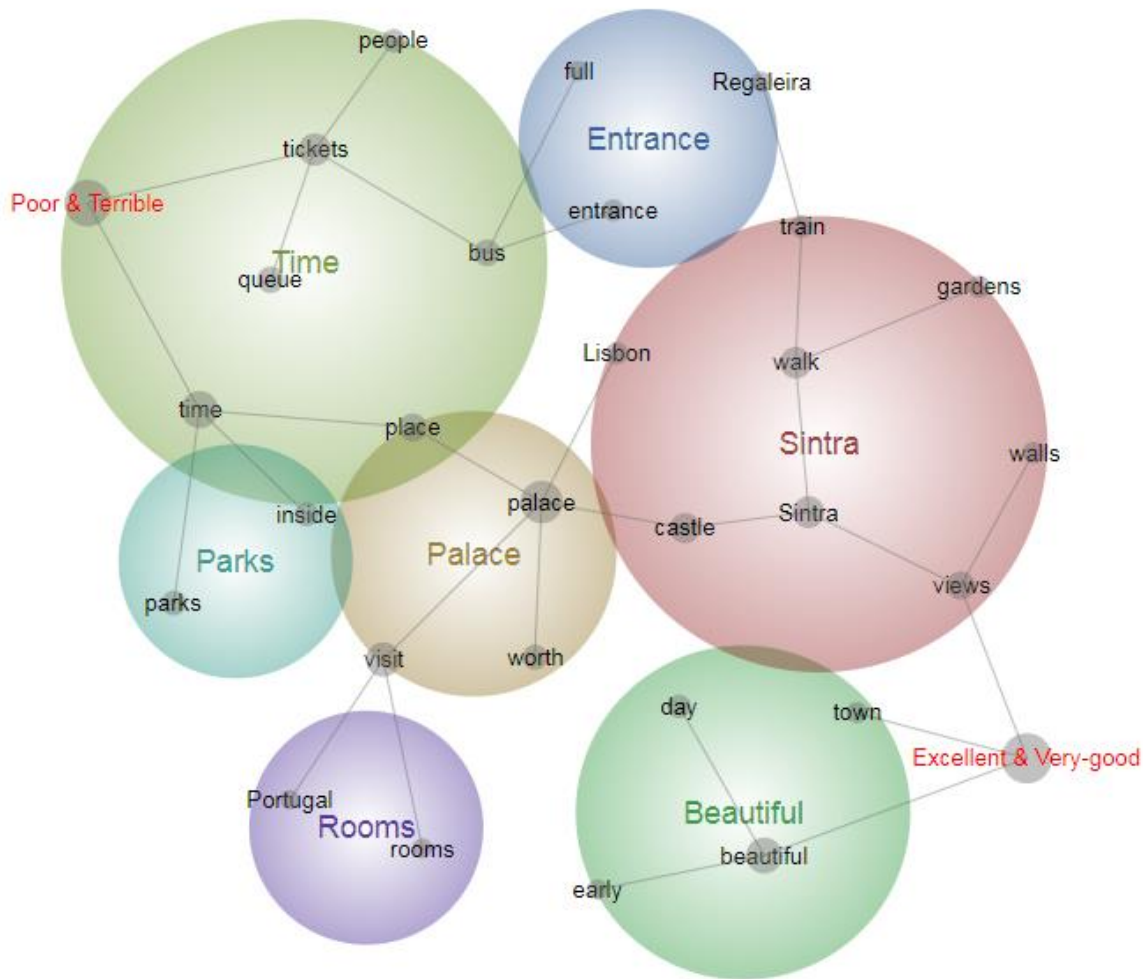 people
full
Regaleira
Entrance
tickets
Poor & Terrible
entrance
train
bus
Time
queue
gardens
Lisbon
walk
time
place
Sintra
walls
palace
Sintra
inside
castle
Palace
Parks
views
parks
visit
worth
day
town
Excellent & Very-good
Portugal
Beautiful
Rooms
rooms
beautiful
early